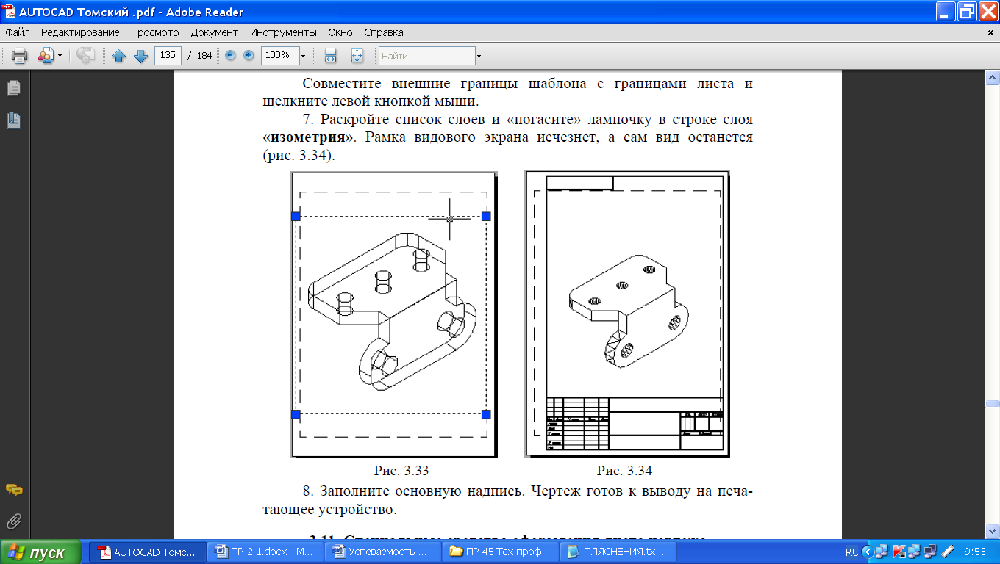 AUTOCAD Томский .pdf - Adobe Reader
Файл Редактирование Просмотр Документ Инструменты Окно Справка
135 / 184 100% Найти
Совместите внешние границы шаблона с границами листа и
щелкните левой кнопкой мыши.
7. Раскройте список слоев и «погасите» лампочку в строке слоя
«изометрия». Рамка видового экрана исчезнет, а сам вид останется
(рис. 3.34).
Рис. 3.33 Рис. 3.34
8. Заполните основную надпись. Чертеж готов к выводу на печа-
тающее устройство.
пуск AUTOCAD Томс... ПР 2.1.docx - M... Успеваемость ... ПР 45 Тех проф ПЛЯСНЕНИЯ.tx... RU 9:53